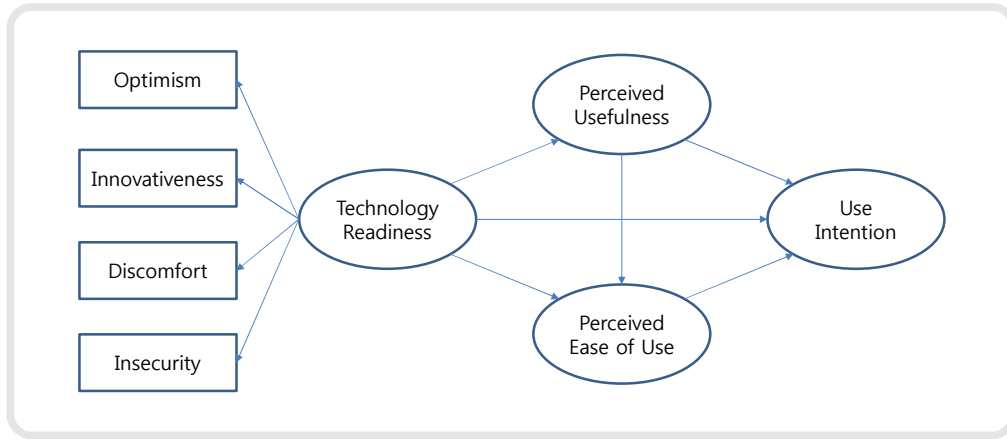 Optimism
Innovativeness
Discomfort
Insecurity
Technology
Readiness
Perceived
Usefulness
Perceived
Ease of Use
Use
Intention